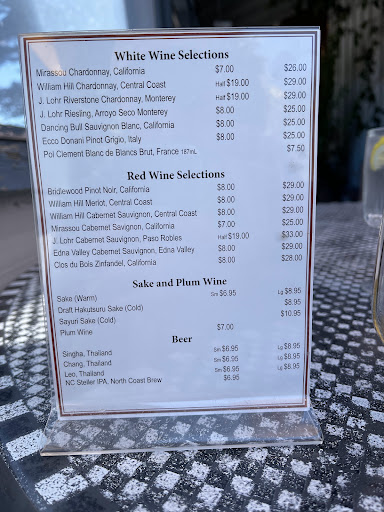 White Wine Selections
Mirassou Chardonnay, California $7.00 $26.00
William Hill Chardonnay, Central Coast Half $19.00 $29.00
J. Lohr Riverstone Chardonnay, Monterey Half $19.00 $29.00
J. Lohr Riesling, Arroyo Seco Monterey $8.00 $25.00
Dancing Bull Sauvignon Blanc, California $8.00 $25.00
Ecco Donani Pinot Grigio, Italy $8.00 $25.00
Pol Clement Blanc de Blancs Brut, France 187mL $7.50
Red Wine Selections
Bridlewood Pinot Noir, California $8.00 $29.00
William Hill Merlot, Central Coast $8.00 $29.00
William Hill Cabernet Sauvignon, Central Coast $8.00 $29.00
Mirassou Cabernet Savignon, California $7.00 $25.00
J. Lohr Cabernet Sauvignon, Paso Robles Half $19.00 $33.00
Edna Valley Cabernet Sauvignon, Edna Valley $8.00 $29.00
Clos du Bois Zinfandel, California $8.00 $28.00
Sake and Plum Wine
Sake (Warm) Sm $6.95 Lg $8.95
Draft Hakutsuru Sake (Cold) $8.95
Sayuri Sake (Cold) $10.95
Plum Wine $7.00
Beer
Singha, Thailand Sm $6.95 Lg $8.95
Chang, Thailand Sm $6.95 Lg $8.95
Leo, Thailand Sm $6.95 Lg $8.95
NC Steller IPA, North Coast Brew $6.95